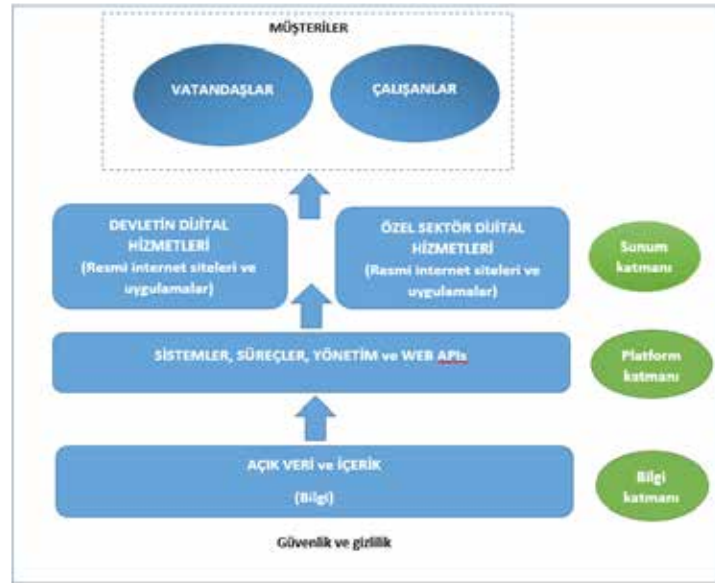 MÜŞTERİLER
VATANDAŞLAR
ÇALIŞANLAR
DEVLETİN DİJİTAL
HİZMETLERİ
(Resmi internet siteleri ve
uygulamalar)
ÖZEL SEKTÖR DİJİTAL
HİZMETLERİ
(Resmi internet siteleri ve
uygulamalar)
Sunum
katmanı
SİSTEMLER, SÜREÇLER, YÖNETİM ve WEB APIs
Platform
katmanı
AÇIK VERİ ve İÇERİK
(Bilgi)
Bilgi
katmanı
Güvenlik ve gizlilik